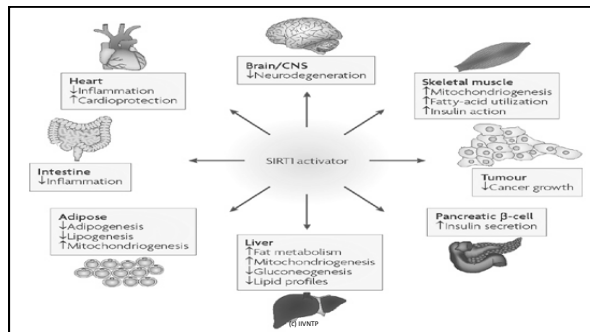 Heart
↓Inflammation
↑Cardioprotection
Brain/CNS
↓Neurodegeneration
Skeletal muscle
↑Mitochondriogenesis
↑Fatty-acid utilization
↑Insulin action
Intestine
↓Inflammation
SIRT1 activator
Tumour
↓Cancer growth
Adipose
↓Adipogenesis
↓Lipogenesis
↑Mitochondriogenesis
Liver
↑Fat metabolism
↑Mitochondriogenesis
↓Gluconeogenesis
↓Lipid profiles
Pancreatic β-cell
↑Insulin secretion
(c) IIVNTP